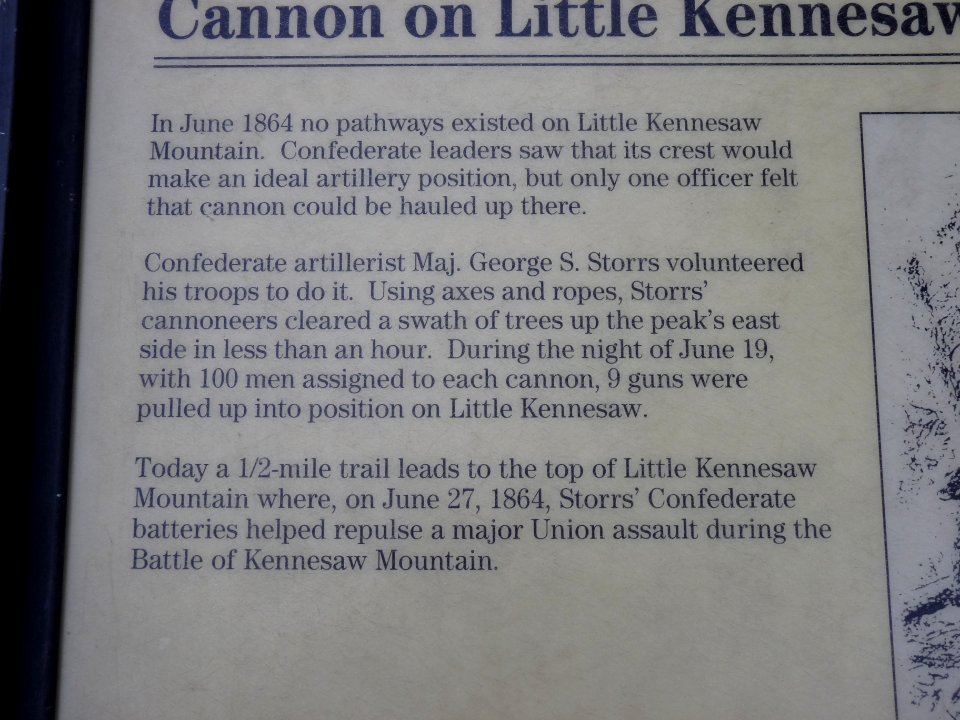 Cannon on Little Kennesaw
In June 1864 no pathways existed on Little Kennesaw
Mountain. Confederate leaders saw that its crest would
make an ideal artillery position, but only one officer felt
that cannon could be hauled up there.
Confederate artillerist Maj. George S. Storrs volunteered
his troops to do it. Using axes and ropes, Storrs’
cannoneers cleared a swath of trees up the peak’s east
side in less than an hour. During the night of June 19,
with 100 men assigned to each cannon, 9 guns were
pulled up into position on Little Kennesaw.
Today a 1/2-mile trail leads to the top of Little Kennesaw
Mountain where, on June 27, 1864, Storrs’ Confederate
batteries helped repulse a major Union assault during the
Battle of Kennesaw Mountain.